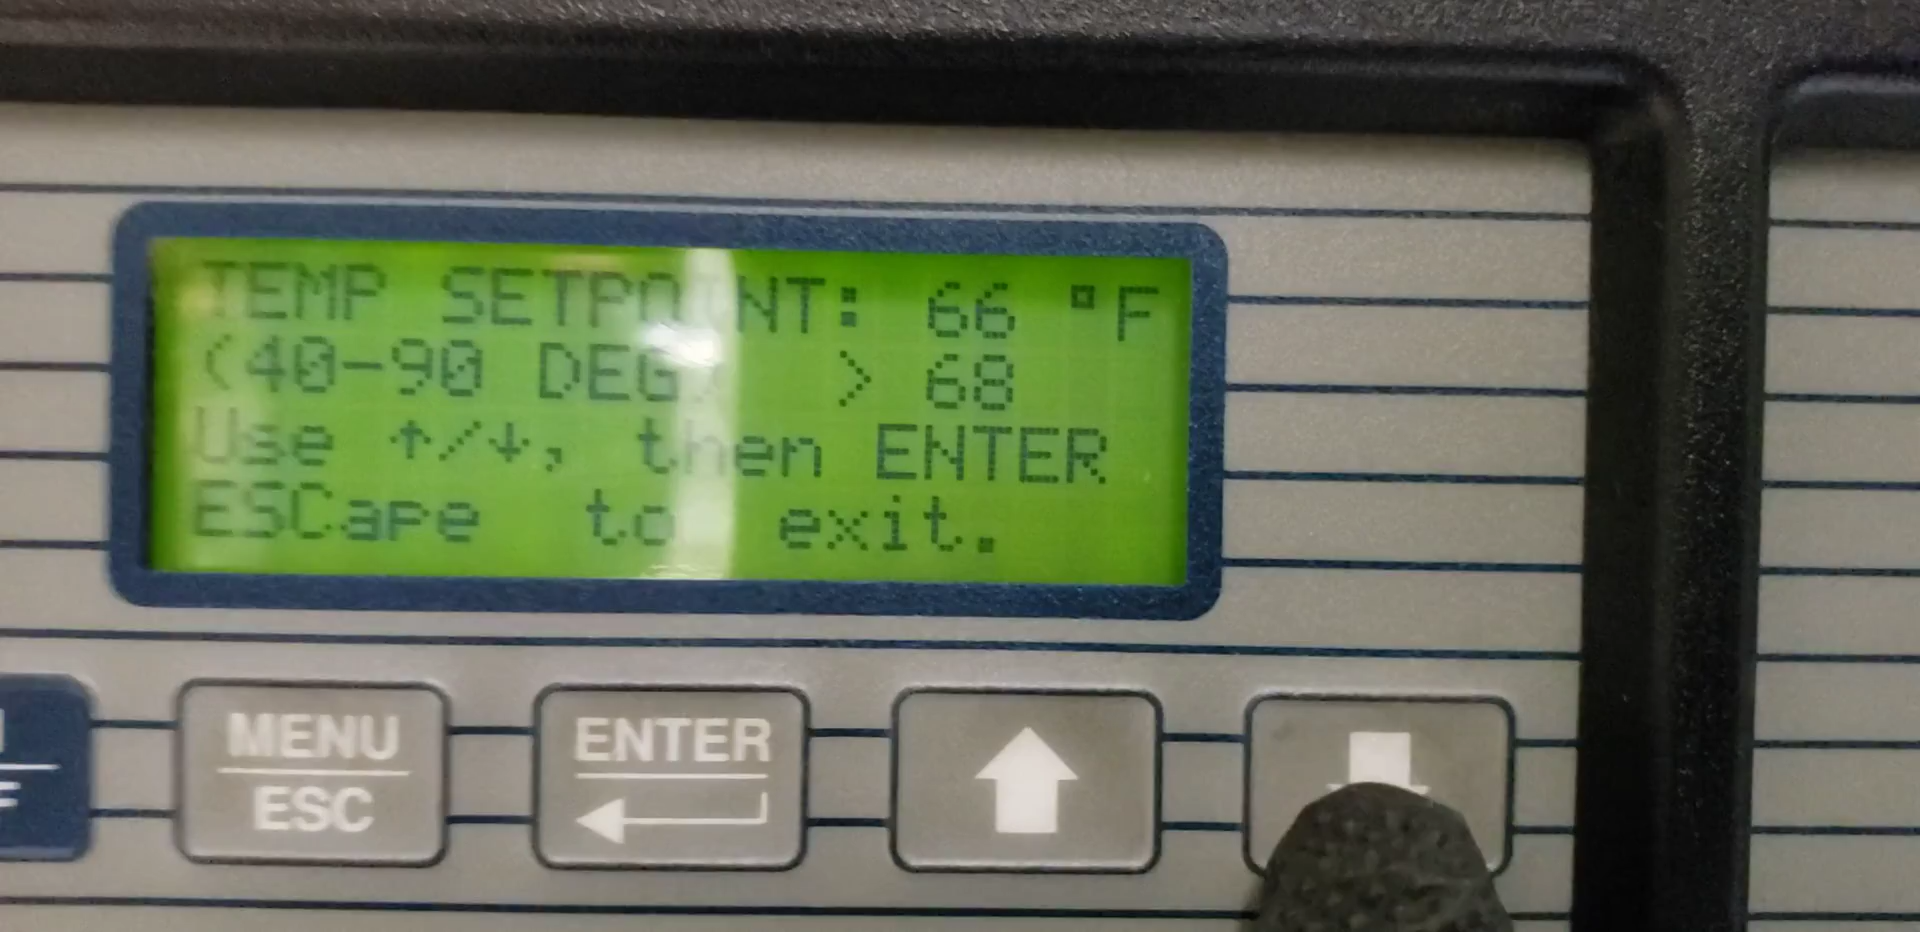 TEMP SETPOINT: 66 °F
(40-90 DEG) > 68
Use ↑/↓, then ENTER
ESCape to exit.
MENU
ESC
ENTER